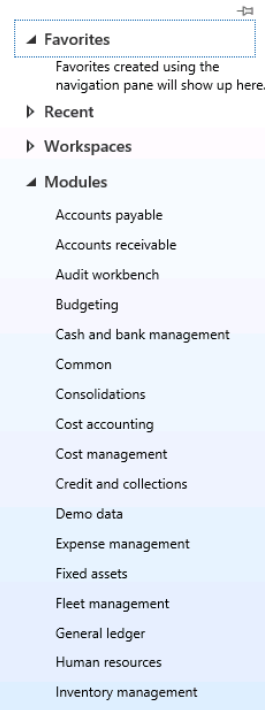 Favorites
Favorites created using the
navigation pane will show up here.
Recent
Workspaces
Modules
Accounts payable
Accounts receivable
Audit workbench
Budgeting
Cash and bank management
Common
Consolidations
Cost accounting
Cost management
Credit and collections
Demo data
Expense management
Fixed assets
Fleet management
General ledger
Human resources
Inventory management